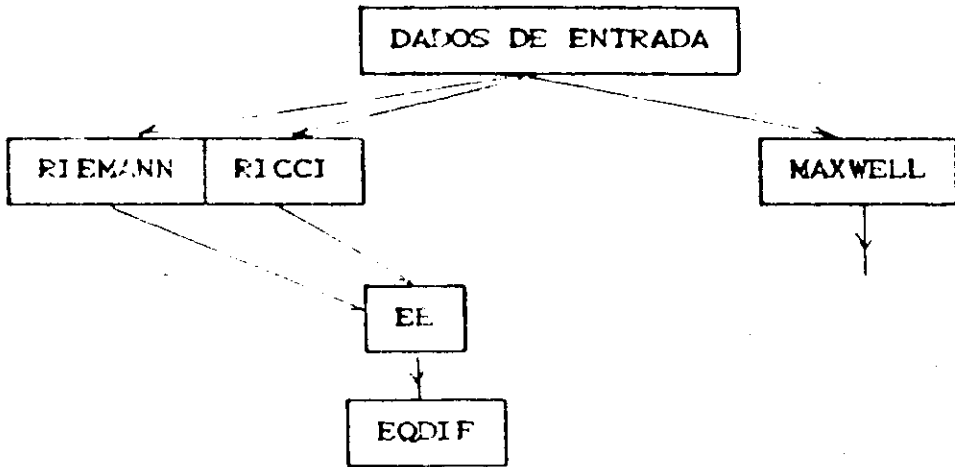 DADOS DE ENTRADA
RIEMANN RICCI MAXWELL
EE
EQDIF